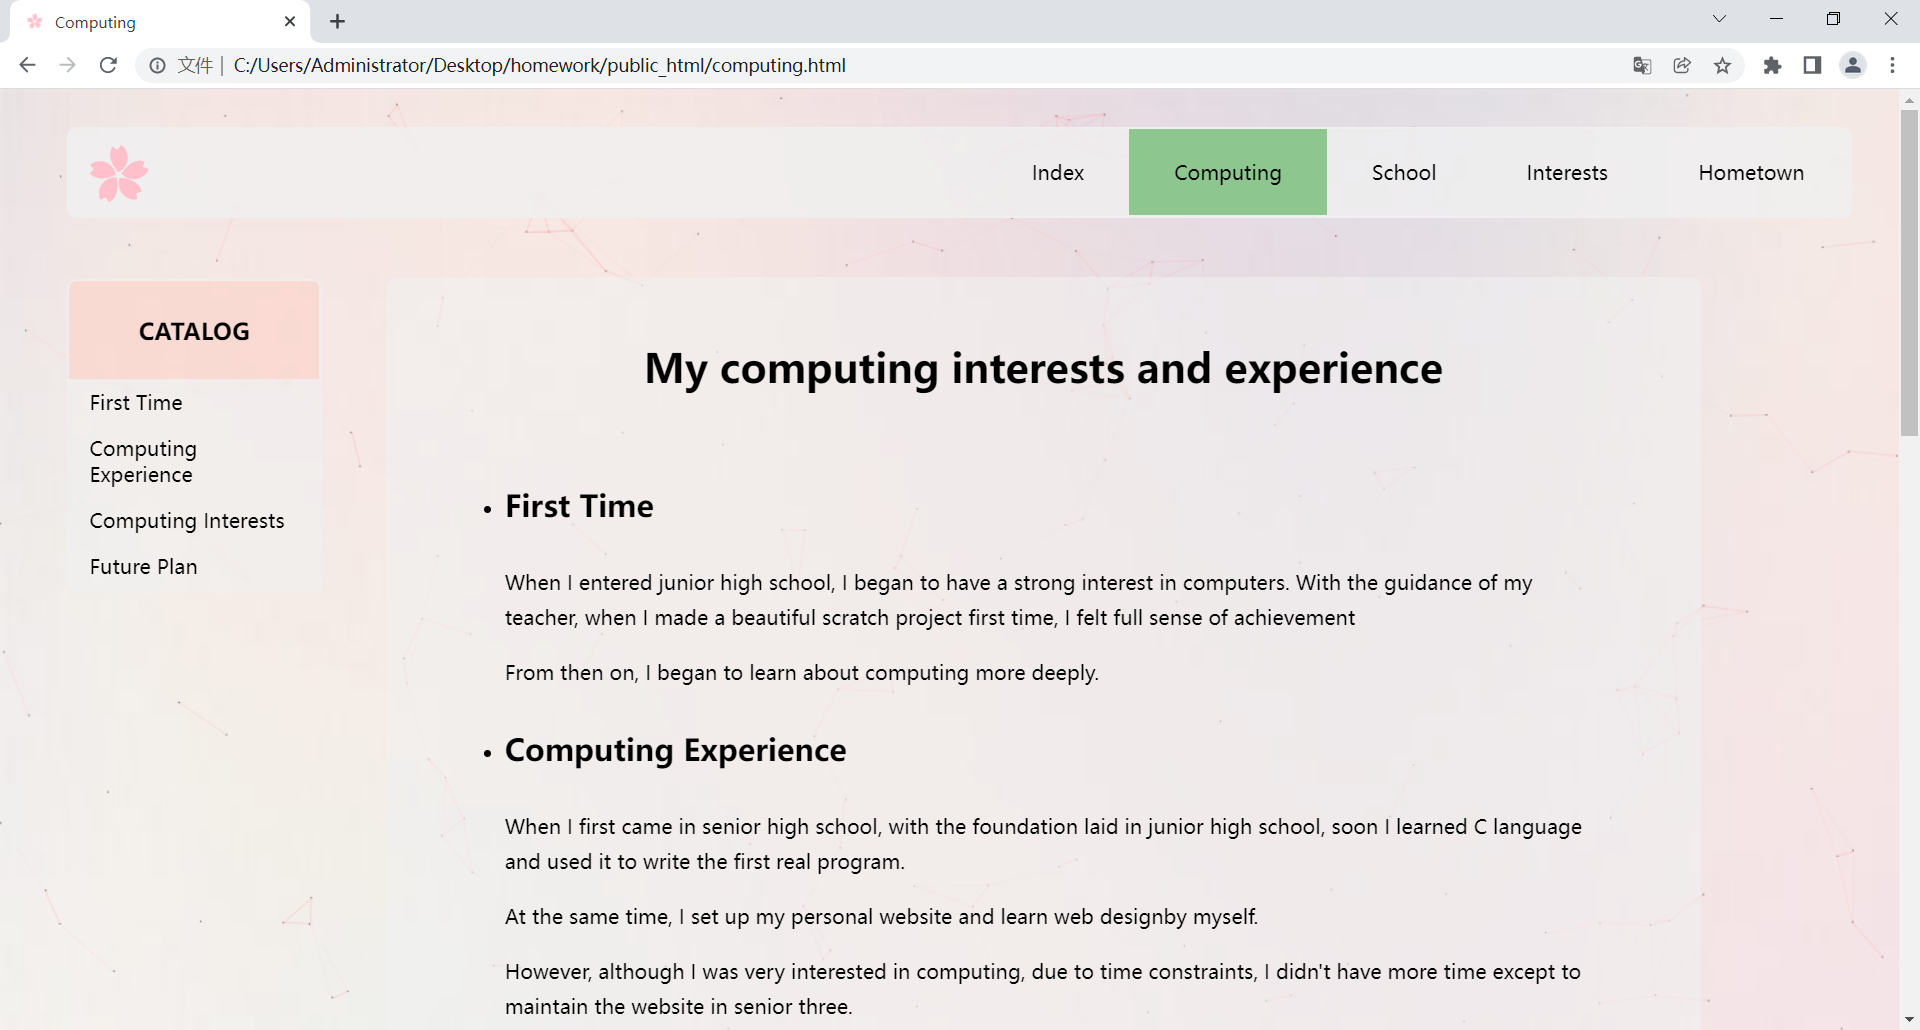 Computing
文件 | C:/Users/Administrator/Desktop/homework/public_html/computing.html
Index Computing School Interests Hometown
CATALOG
First Time
Computing
Experience
Computing Interests
Future Plan
My computing interests and experience
• First Time
When I entered junior high school, I began to have a strong interest in computers. With the guidance of my
teacher, when I made a beautiful scratch project first time, I felt full sense of achievement
From then on, I began to learn about computing more deeply.
• Computing Experience
When I first came in senior high school, with the foundation laid in junior high school, soon I learned C language
and used it to write the first real program.
At the same time, I set up my personal website and learn web designby myself.
However, although I was very interested in computing, due to time constraints, I didn't have more time except to
maintain the website in senior three.